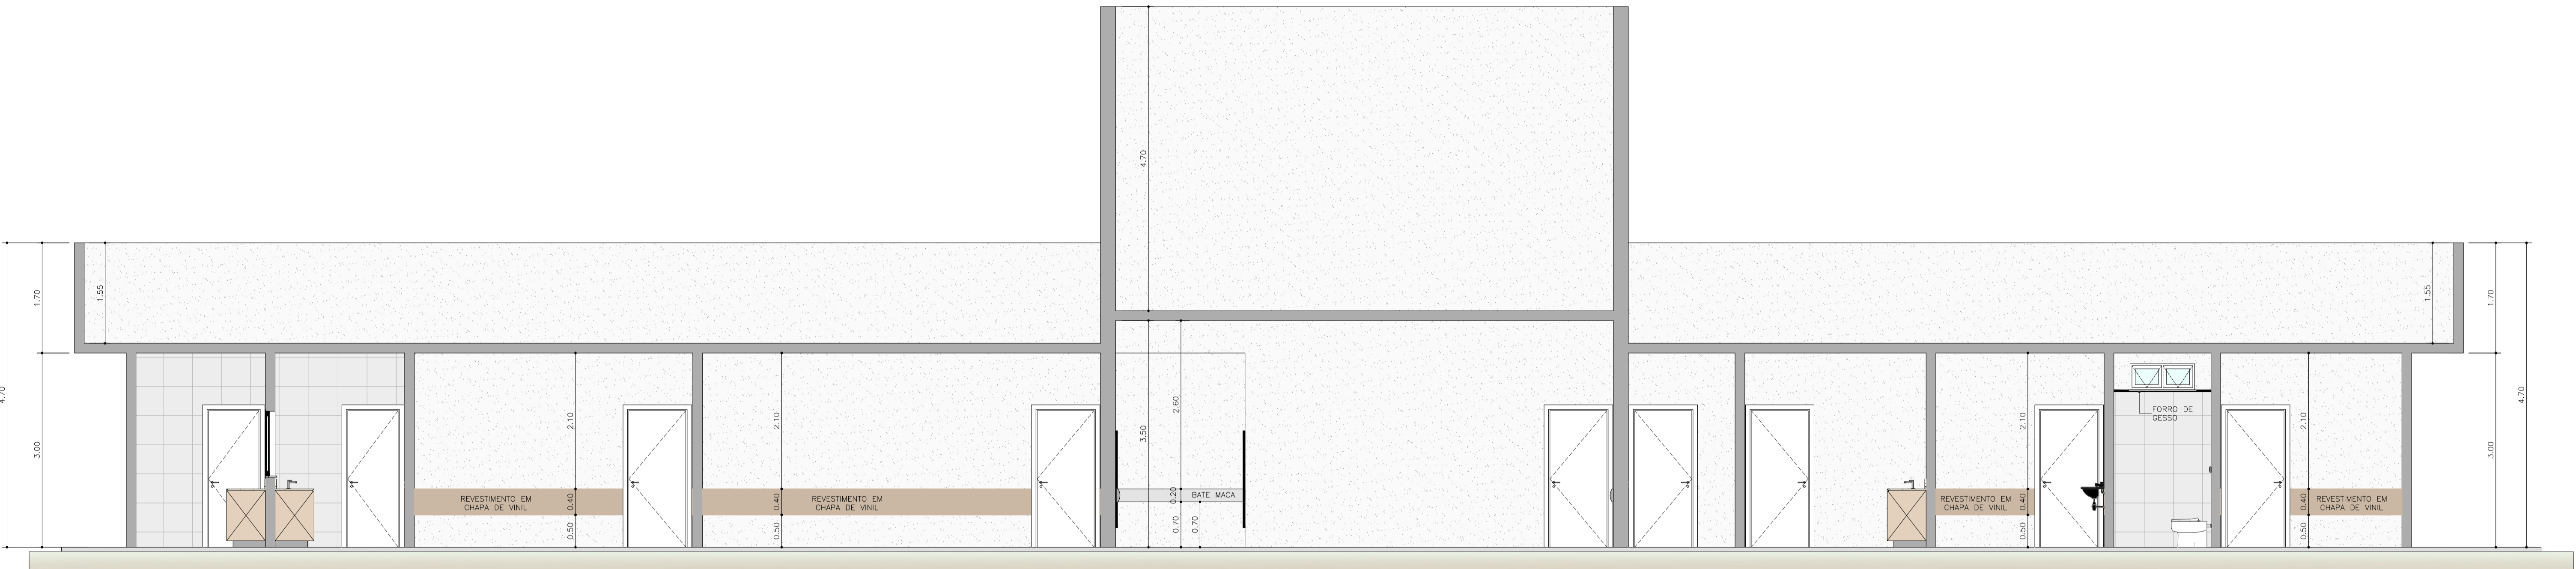 4.70
1.70
3.00
1.55
REVESTIMENTO EM
CHAPA DE VINIL
2.10
0.40
0.50
REVESTIMENTO EM
CHAPA DE VINIL
2.10
0.40
0.50
4.70
3.50
2.60
0.20
0.70
0.70
BATE MACA
REVESTIMENTO EM
CHAPA DE VINIL
2.10
0.40
0.50
FORRO DE
GESSO
2.10
0.40
0.50
REVESTIMENTO EM
CHAPA DE VINIL
1.55
1.70
3.00
4.70